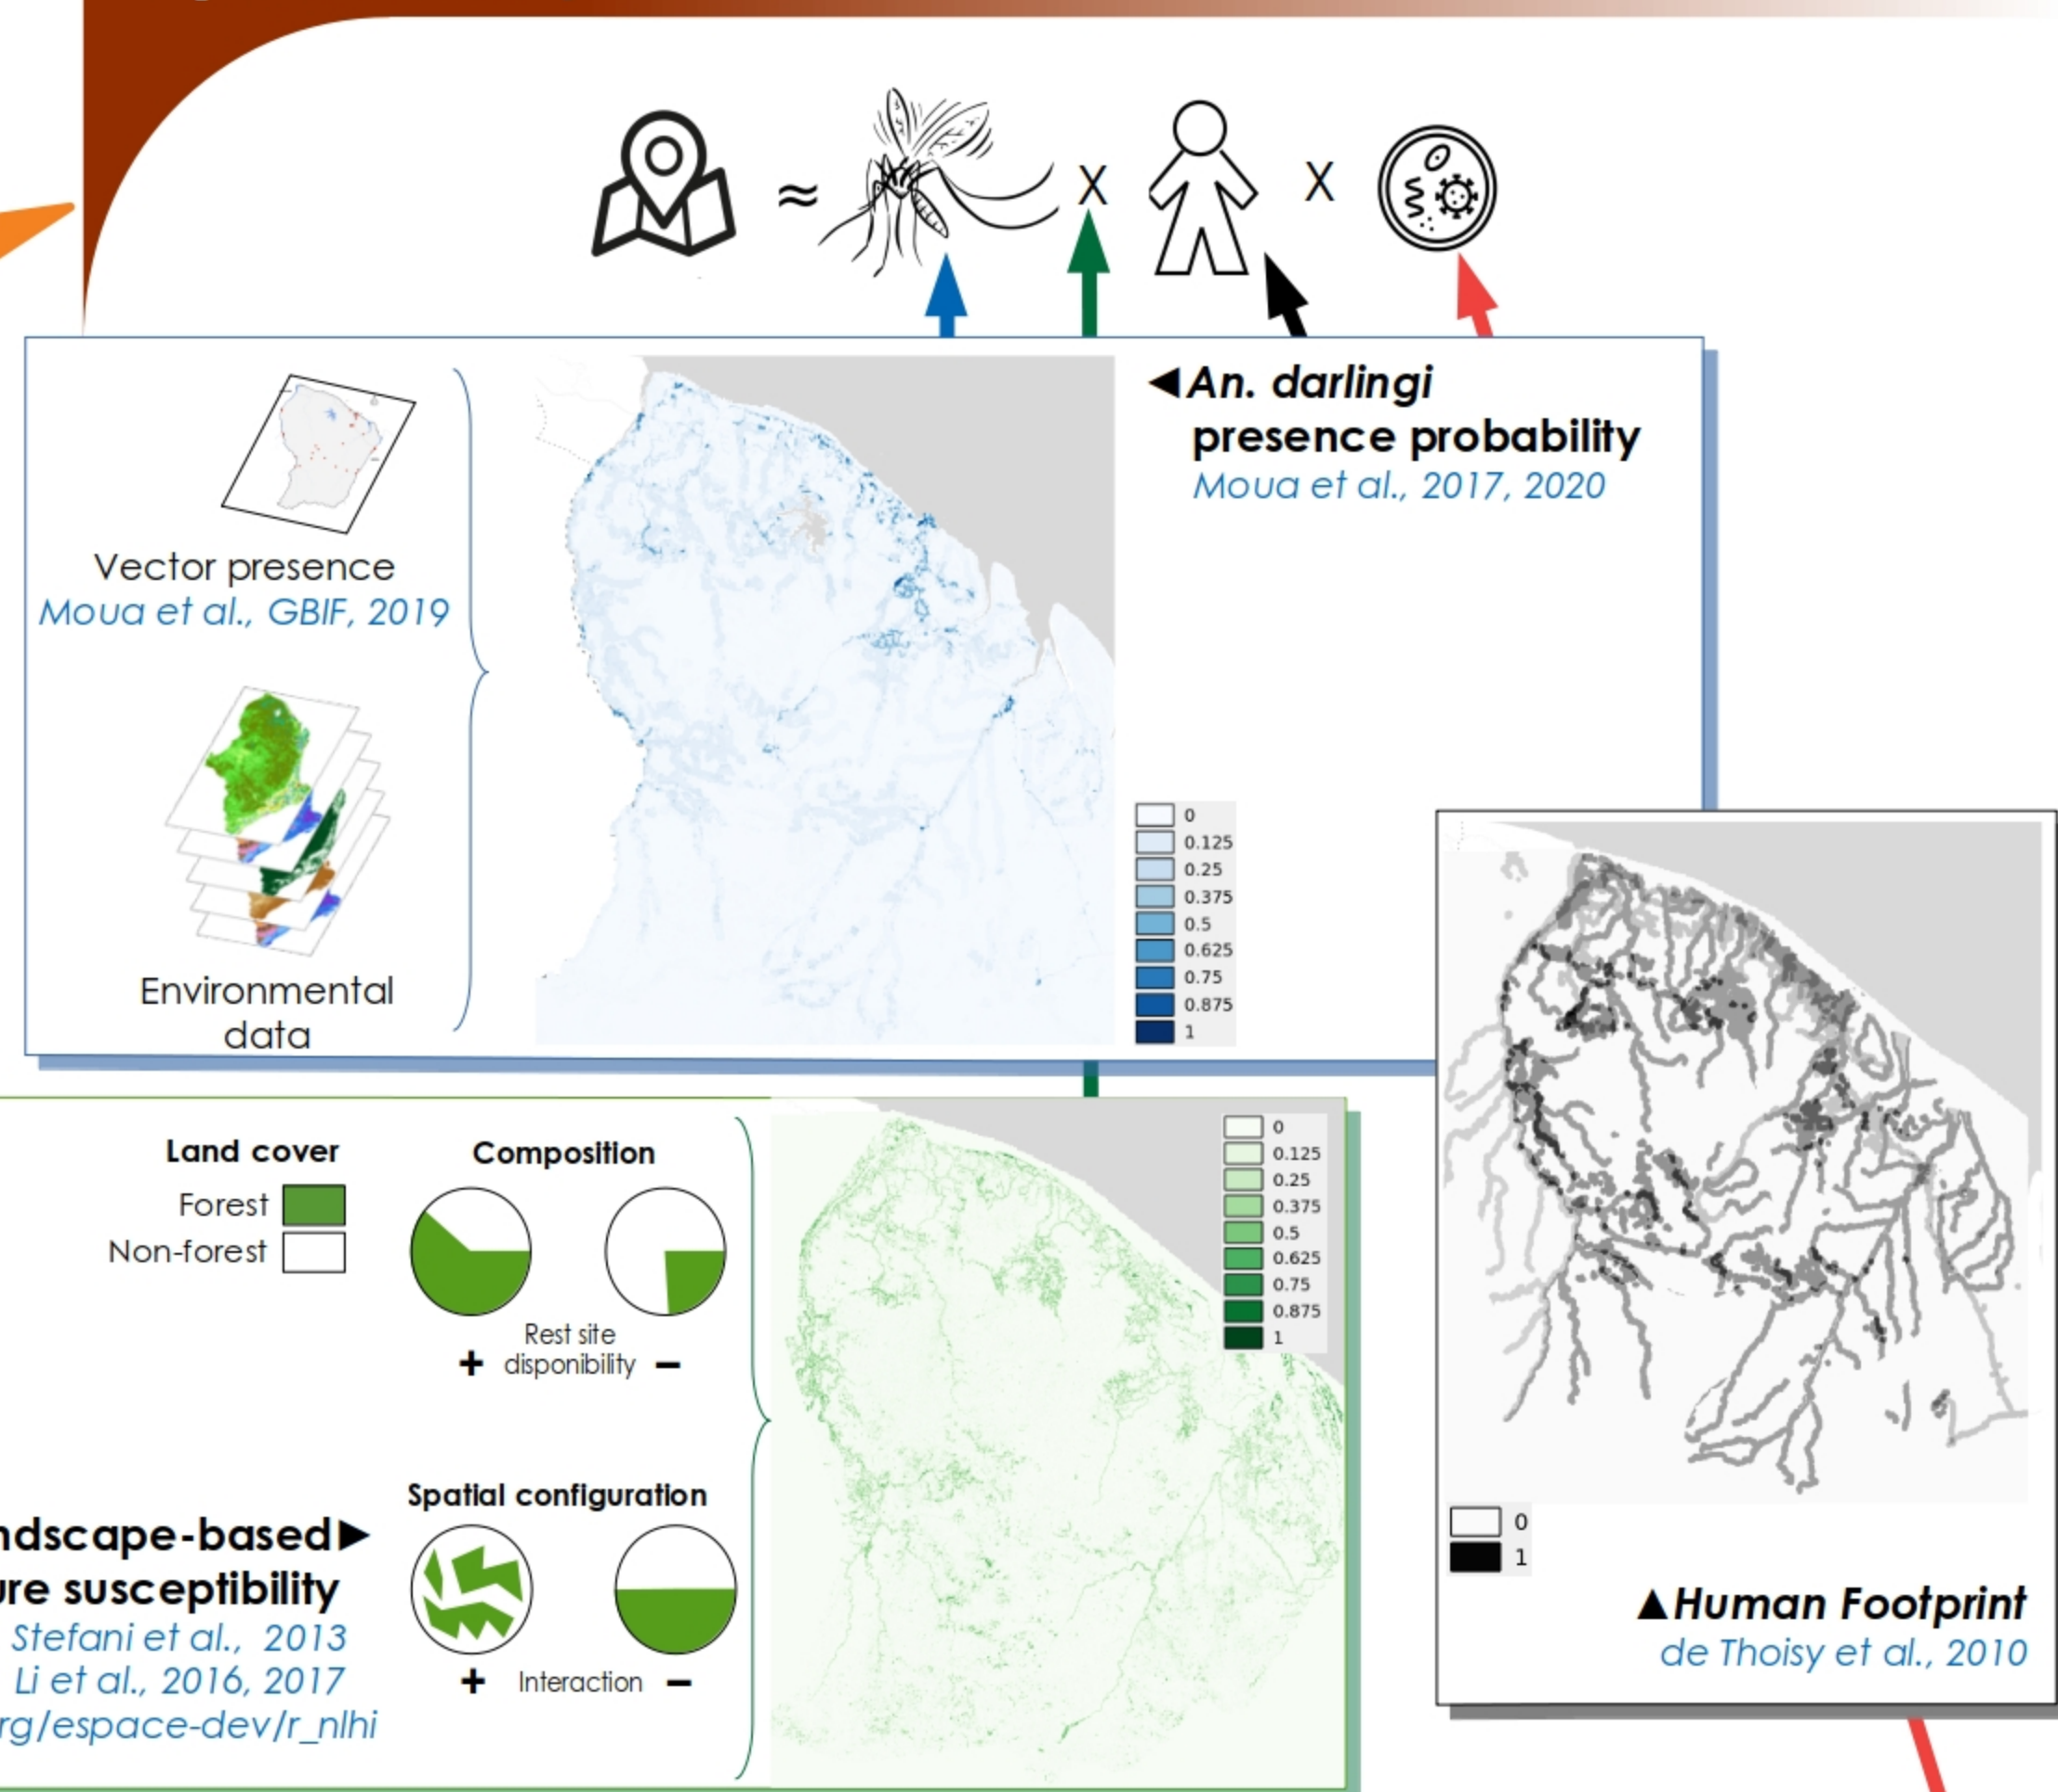 ≈ X X
◄An. darlingi
presence probability
Moua et al., 2017, 2020
Vector presence
Moua et al., GBIF, 2019
Environmental
data
0
0.125
0.25
0.375
0.5
0.625
0.75
0.875
1
Land cover
Forest
Non-forest
Composition
Rest site
+ disponibility −
Spatial configuration
+ Interaction −
ndscape-based►
ure susceptibility
Stefani et al., 2013
Li et al., 2016, 2017
rg/espace-dev/r_nlhi
0
0.125
0.25
0.375
0.5
0.625
0.75
0.875
1
0
1
▲Human Footprint
de Thoisy et al., 2010